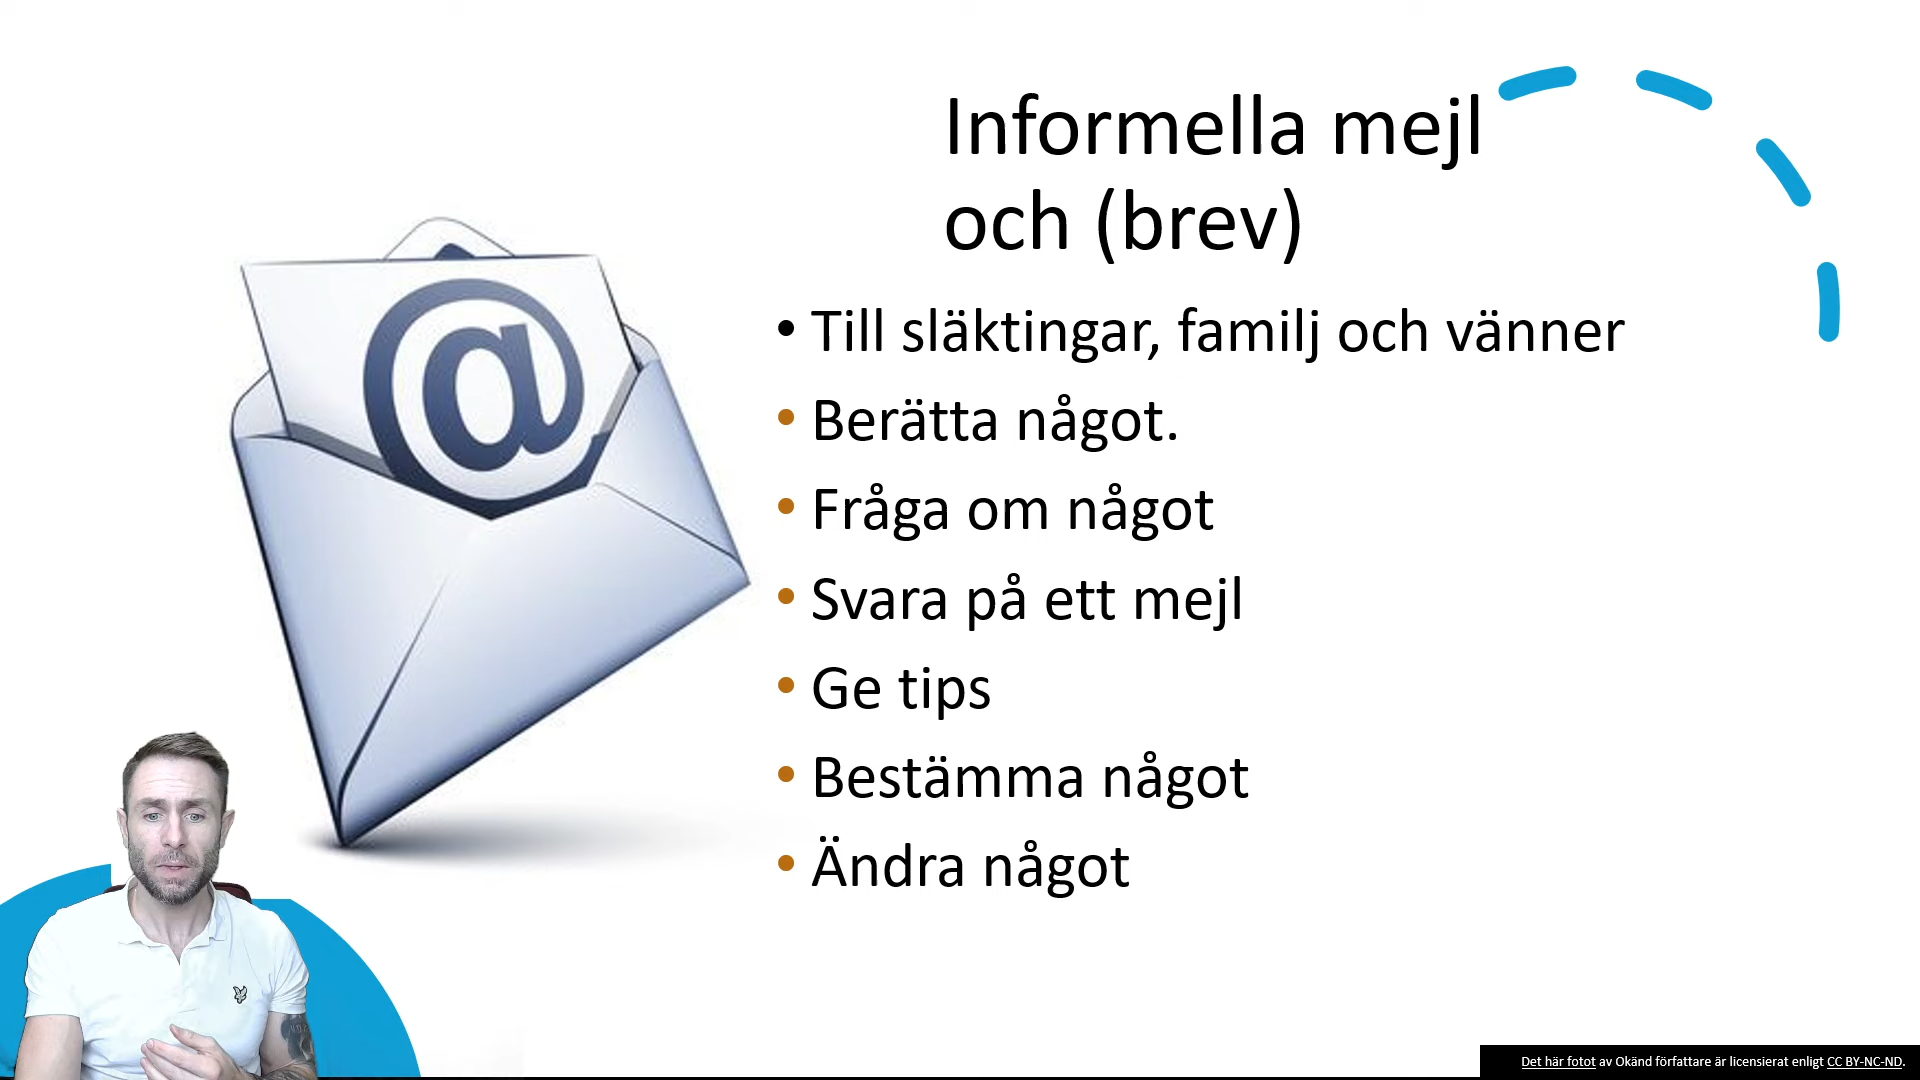 Informella mejl
och (brev)
• Till släktingar, familj och vänner
• Berätta något.
• Fråga om något
• Svara på ett mejl
• Ge tips
• Bestämma något
• Ändra något
@
Det här fotot av Okänd författare är licensierat enligt CC BY-NC-ND.